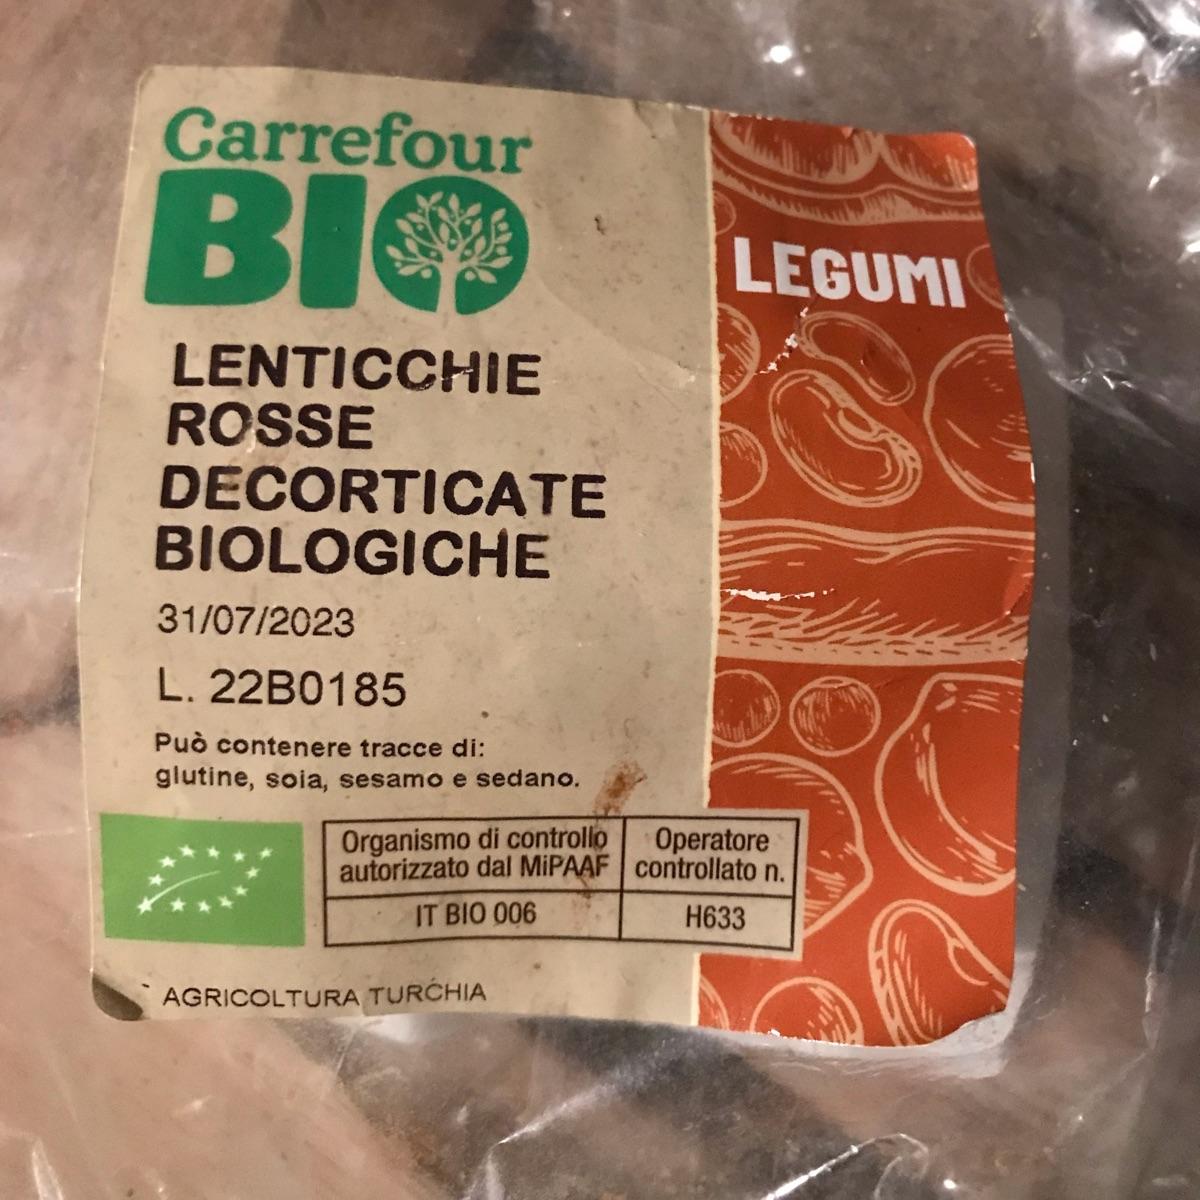 Carrefour
BIO
LEGUMI
LENTICCHIE
ROSSE
DECORTICATE
BIOLOGICHE
31/07/2023
L. 22B0185
Può contenere tracce di:
glutine, soia, sesamo e sedano.
Organismo di controllo
autorizzato dal MiPAAF
IT BIO 006
Operatore
controllato n.
H633
AGRICOLTURA TURCHIA